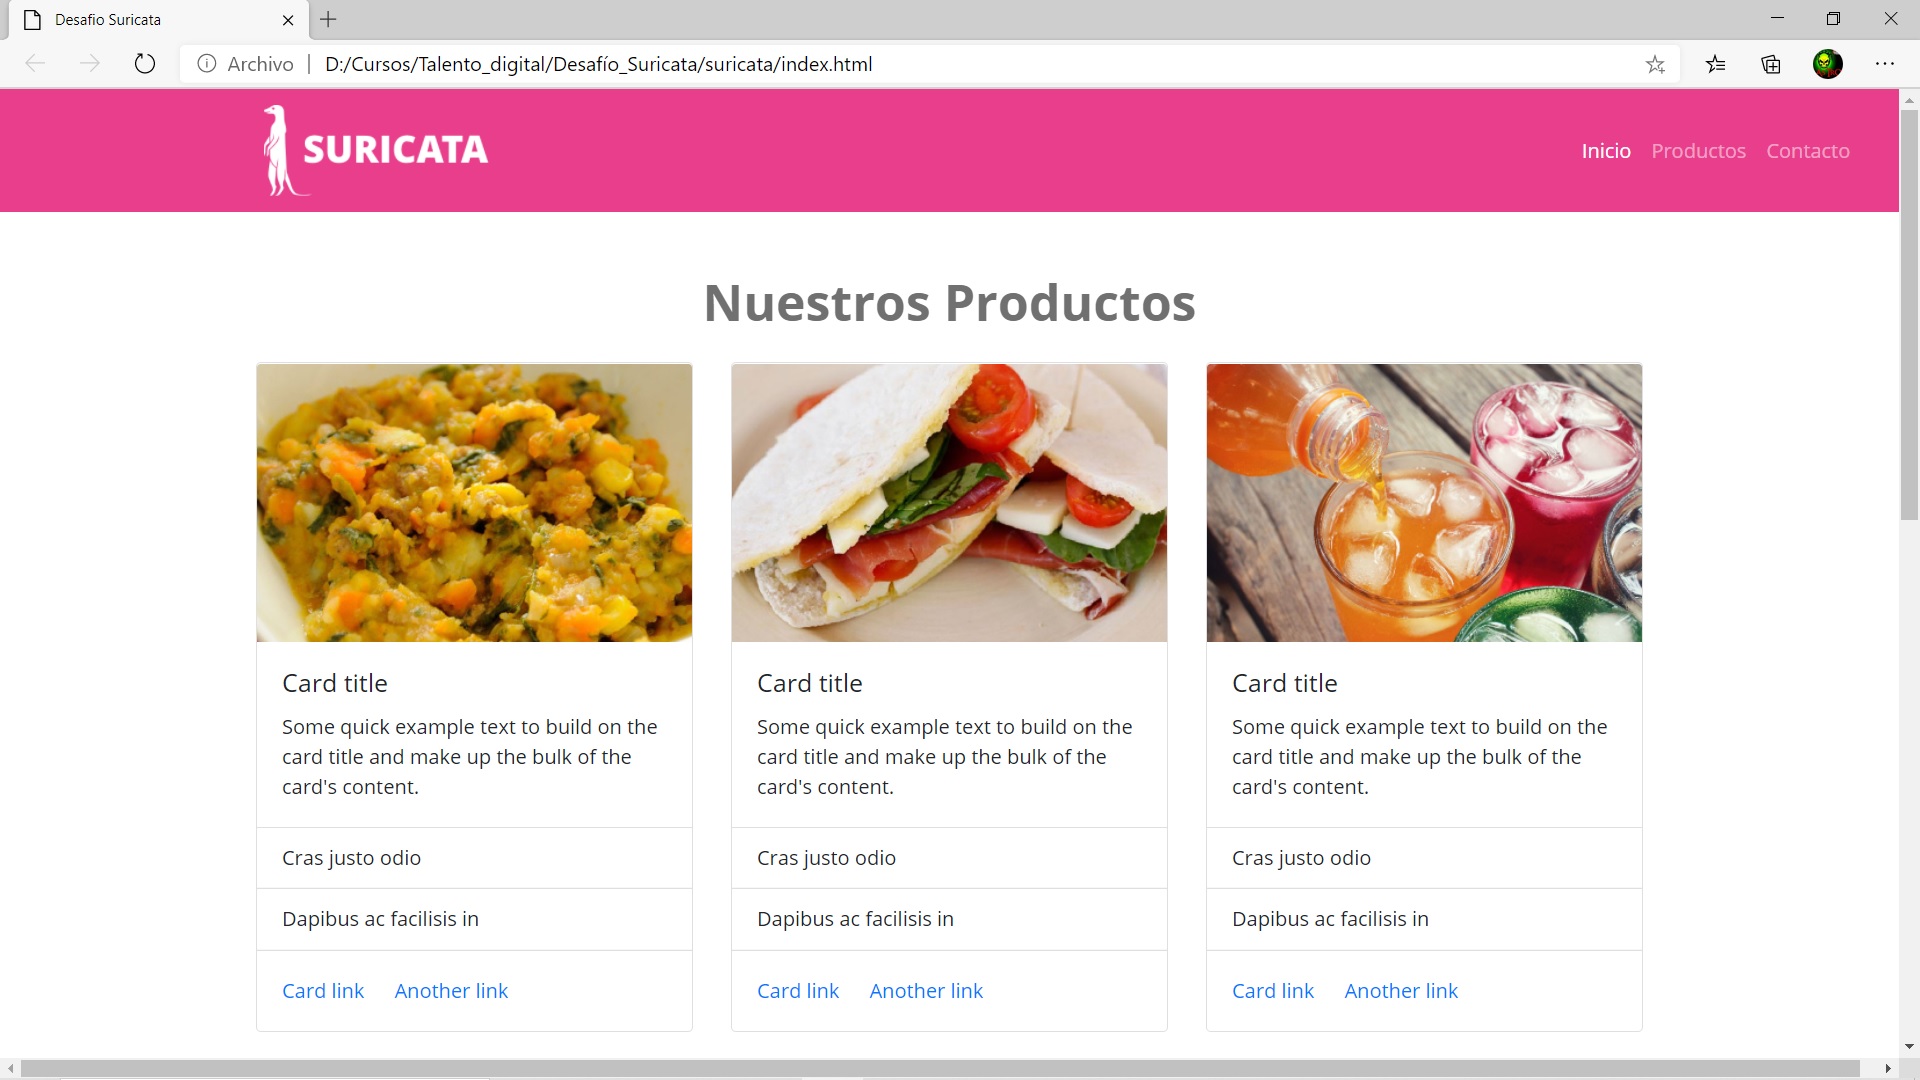 Desafio Suricata
Archivo | D:/Cursos/Talento_digital/Desafío_Suricata/suricata/index.html
SURICATA
Inicio Productos Contacto
Nuestros Productos
Card title
Some quick example text to build on the
card title and make up the bulk of the
card's content.
Cras justo odio
Dapibus ac facilisis in
Card link Another link
Card title
Some quick example text to build on the
card title and make up the bulk of the
card's content.
Cras justo odio
Dapibus ac facilisis in
Card link Another link
Card title
Some quick example text to build on the
card title and make up the bulk of the
card's content.
Cras justo odio
Dapibus ac facilisis in
Card link Another link